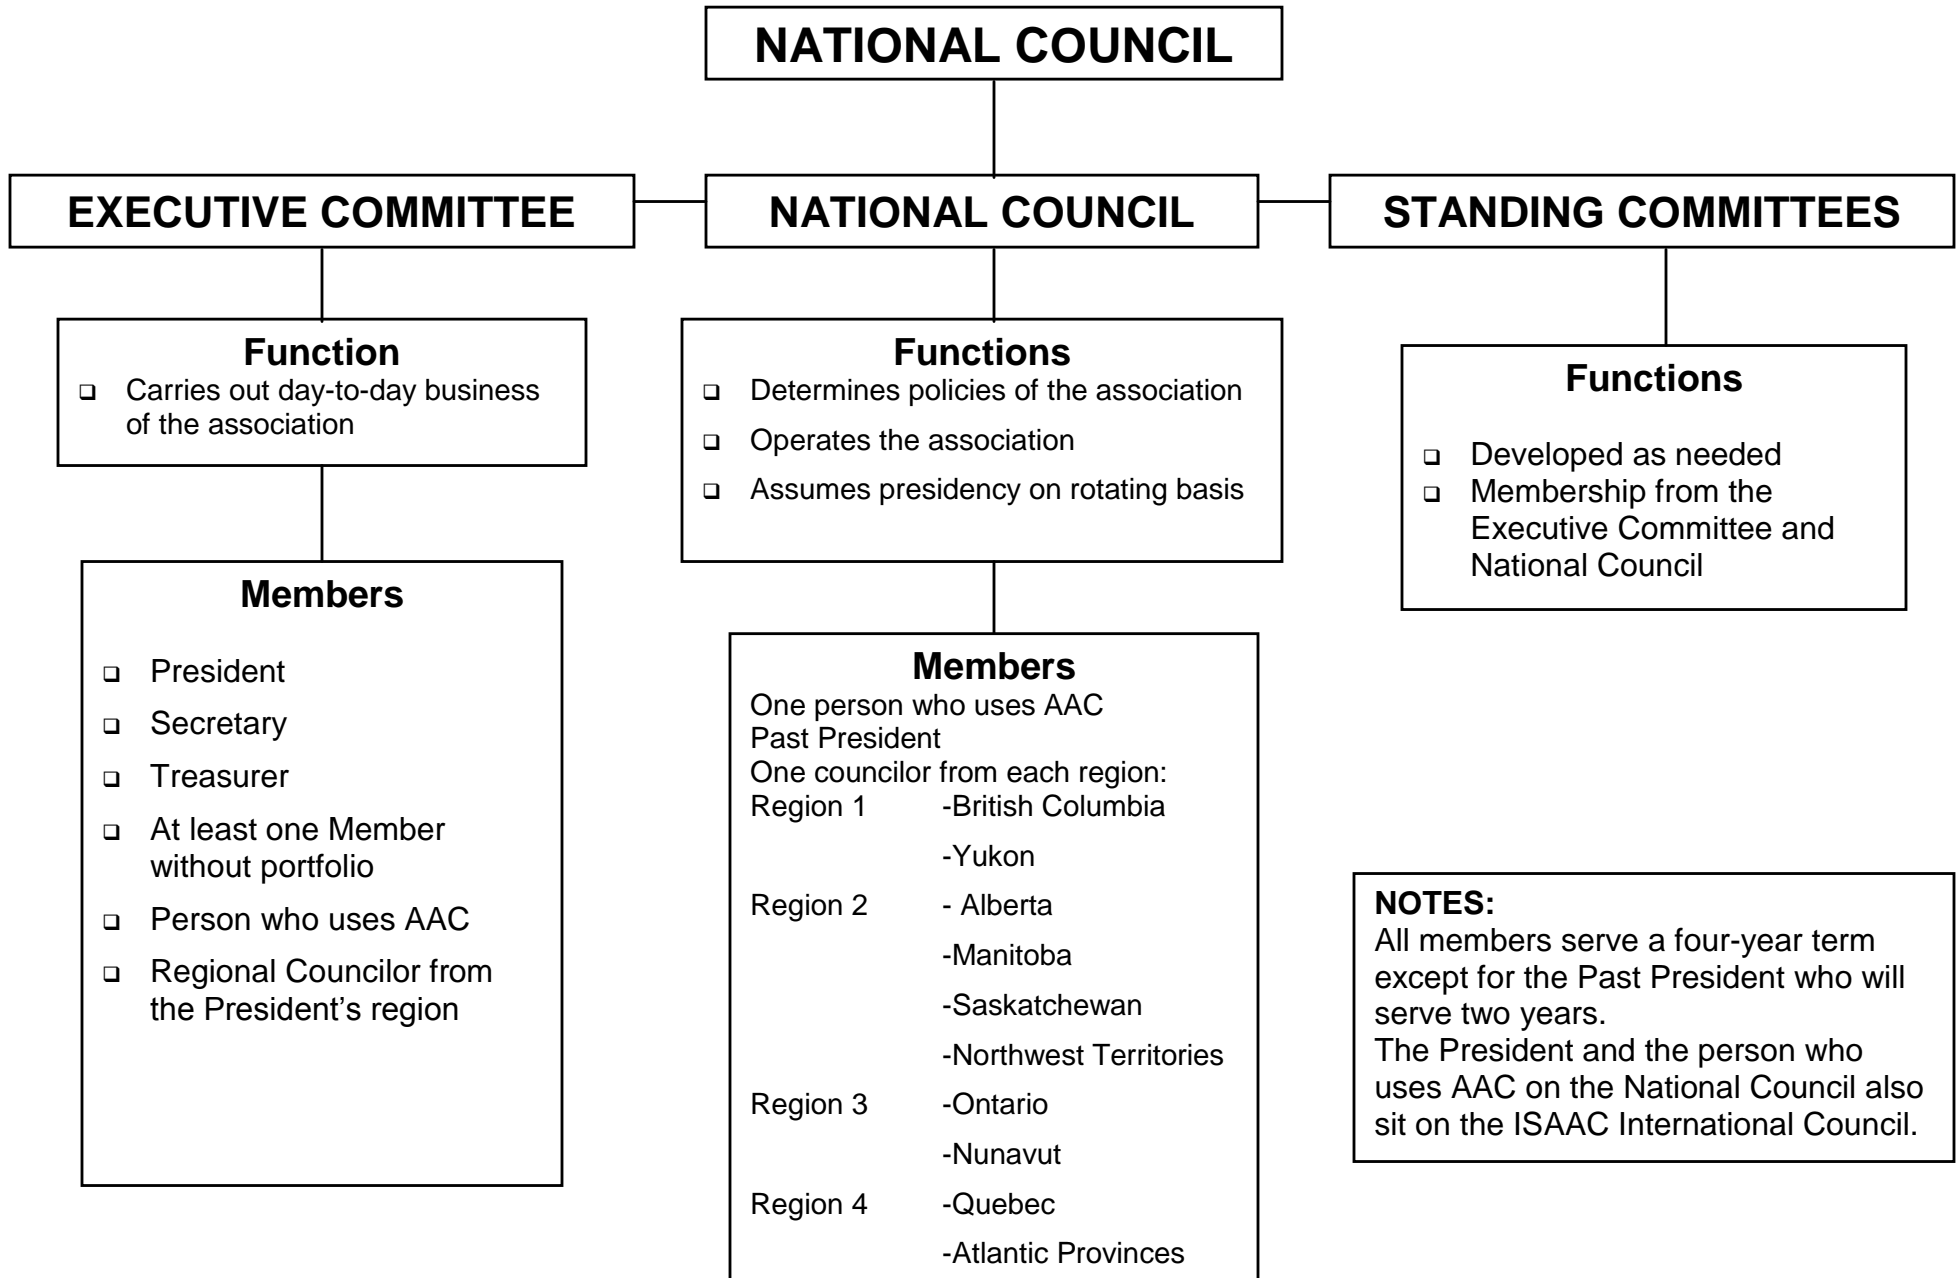 NATIONAL COUNCIL
EXECUTIVE COMMITTEE
NATIONAL COUNCIL
STANDING COMMITTEES
Function
❑ Carries out day-to-day business
of the association
Members
❑ President
❑ Secretary
❑ Treasurer
❑ At least one Member
without portfolio
❑ Person who uses AAC
❑ Regional Councilor from
the President’s region
Functions
❑ Determines policies of the association
❑ Operates the association
❑ Assumes presidency on rotating basis
Members
One person who uses AAC
Past President
One councilor from each region:
Region 1 -British Columbia
-Yukon
Region 2 - Alberta
-Manitoba
-Saskatchewan
-Northwest Territories
Region 3 -Ontario
-Nunavut
Region 4 -Quebec
-Atlantic Provinces
Functions
❑ Developed as needed
❑ Membership from the
Executive Committee and
National Council
NOTES:
All members serve a four-year term
except for the Past President who will
serve two years.
The President and the person who
uses AAC on the National Council also
sit on the ISAAC International Council.